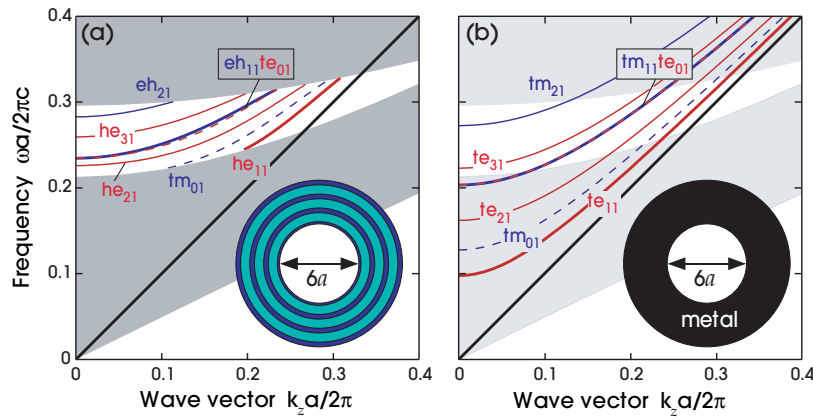 (a)
(b)
Frequency ωa/2πc
0.4
0.3
0.2
0.1
0
eh21
eh11te01
he31
he21
tm01
he11
6a
0
0.1
0.2
0.3
0.4
Wave vector kza/2π
tm21
tm11te01
te31
te21
tm01
te11
6a
metal
0
0.1
0.2
0.3
0.4
Wave vector kza/2π